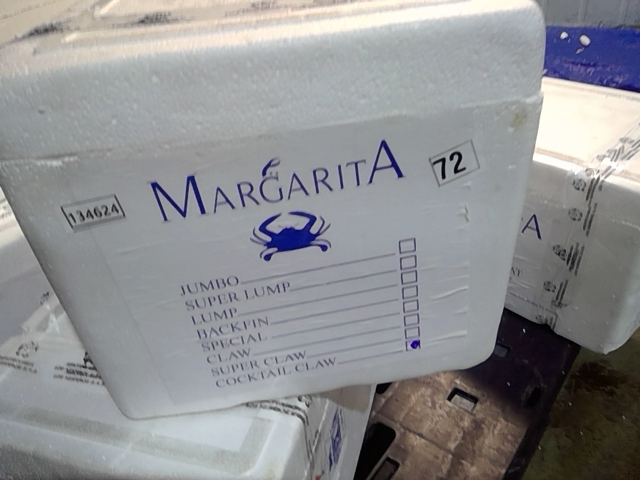 MARGARITA
134624
72
JUMBO
SUPER LUMP
LUMP
BACKFIN
SPECIAL
CLAW
SUPER CLAW
COCKTAIL CLAW
A